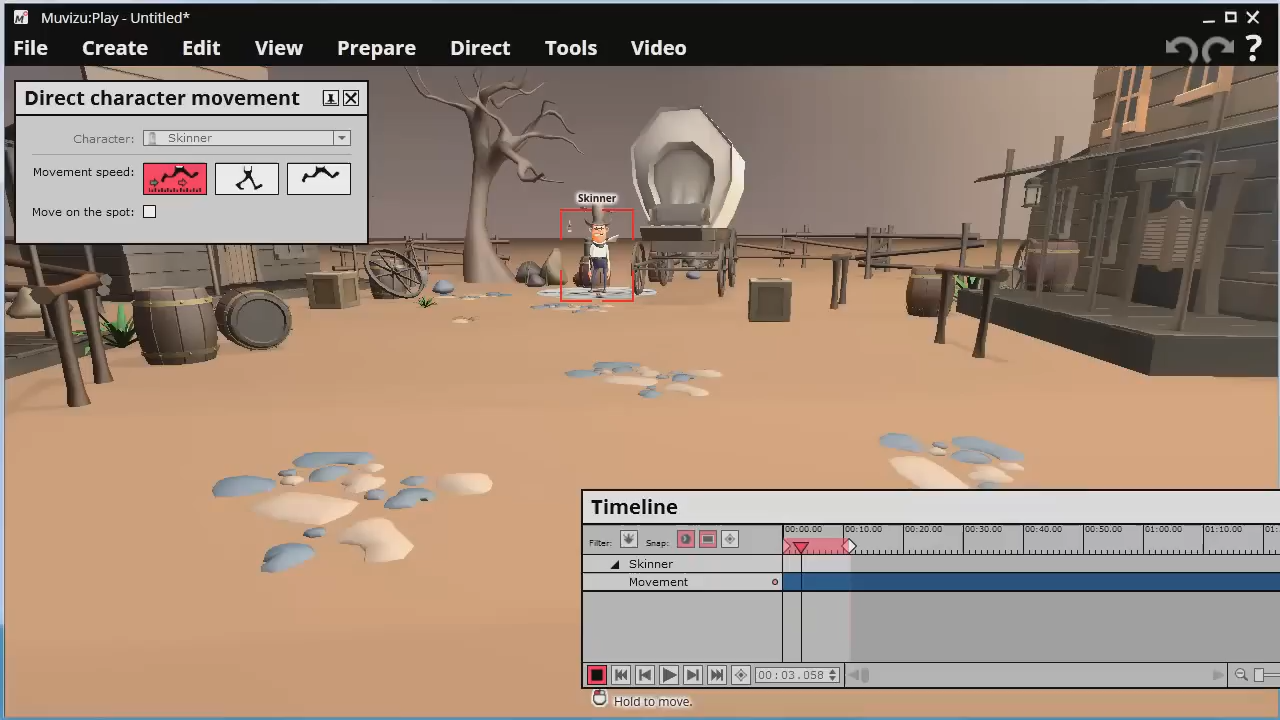 Muvizu:Play - Untitled*
File Create Edit View Prepare Direct Tools Video ?
Direct character movement
Character: Skinner
Movement speed:
Move on the spot:
Skinner
Timeline
Filter: Snap: 00:00.00 00:10.00 00:20.00 00:30.00 00:40.00 00:50.00 01:00.00 01:10.00 01:
Skinner
Movement
00:03.058
Hold to move.